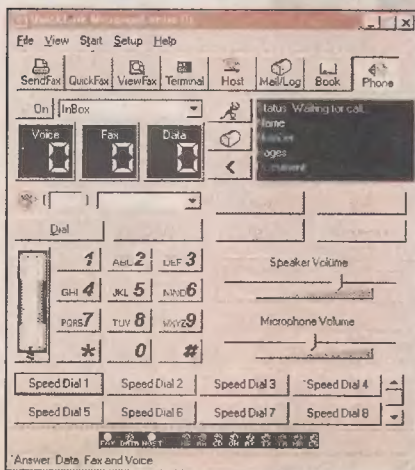 File View Start Setup Help
SendFax QuickFax ViewFax Terminal Host Mail/Log Book Phone
On InBox
Status Waiting for call...
Name
Voice Fax Data
0 0 0
Dial
1 ABC 2 DEF 3
GHI 4 JKL 5 MNO 6
PQRS 7 TUV 8 WXYZ 9
* 0 #
Speaker Volume
Microphone Volume
Speed Dial 1 Speed Dial 2 Speed Dial 3 Speed Dial 4
Speed Dial 5 Speed Dial 6 Speed Dial 7 Speed Dial 8
FAX DATA HOST
Answer: Data, Fax and Voice